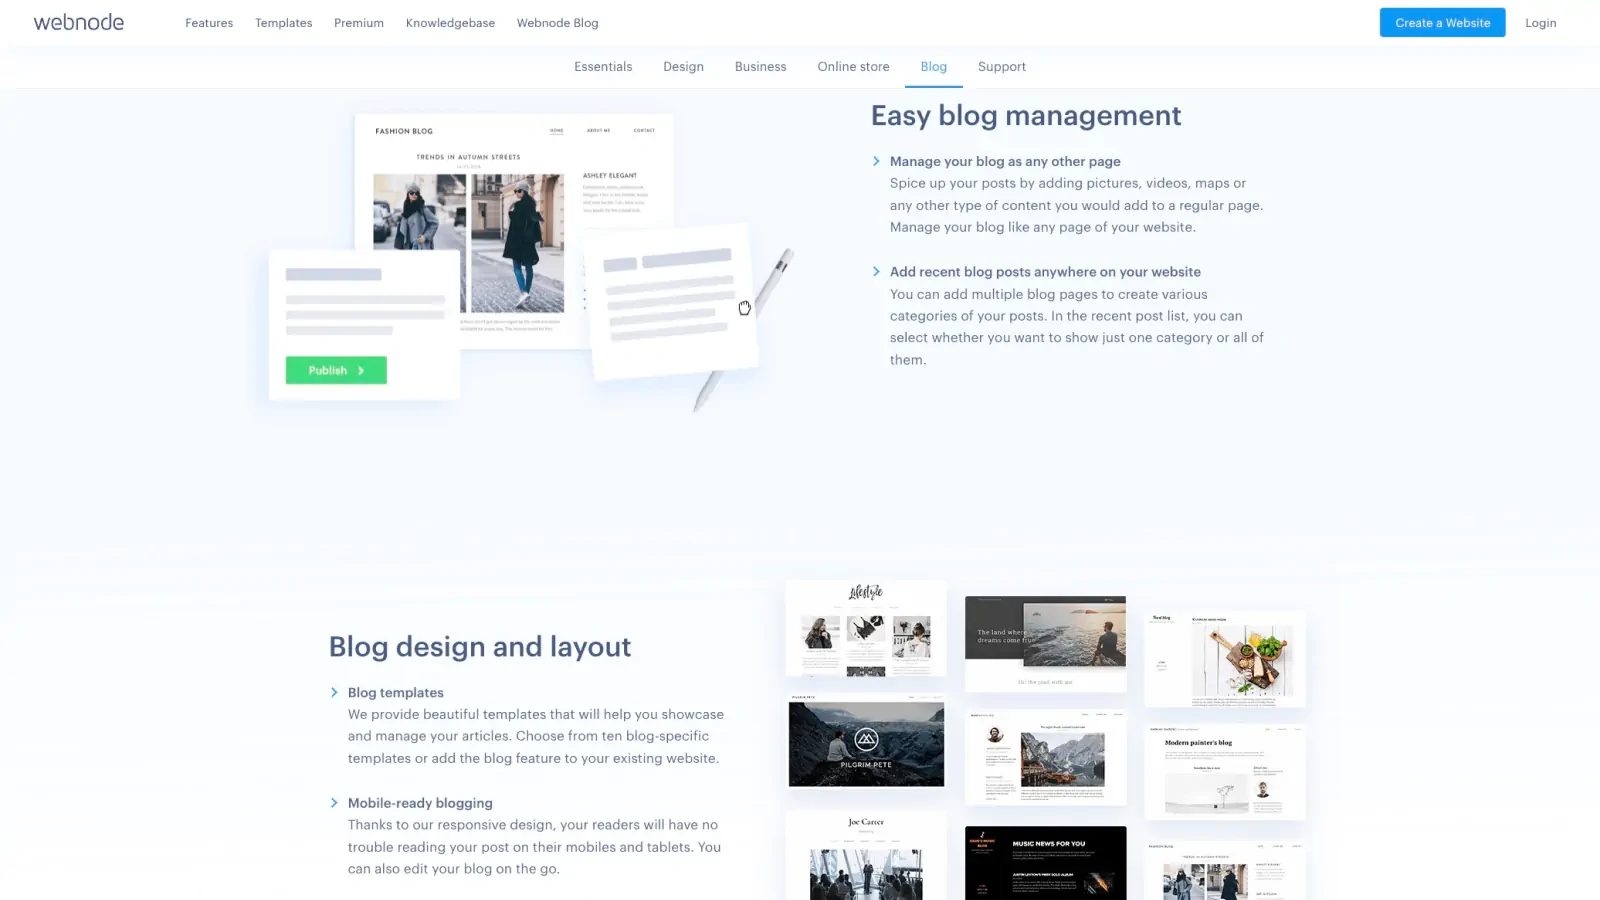 webnode
Features
Templates
Premium
Knowledgebase
Webnode Blog
Create a Website
Login
Essentials
Design
Business
Online store
Blog
Support
FASHION BLOG
HOME
ABOUT ME
CONTACT
TRENDS IN AUTUMN STREETS
ASHLEY ELEGANT
Publish
Easy blog management
Manage your blog as any other page
Spice up your posts by adding pictures, videos, maps or
any other type of content you would add to a regular page.
Manage your blog like any page of your website.
Add recent blog posts anywhere on your website
You can add multiple blog pages to create various
categories of your posts. In the recent post list, you can
select whether you want to show just one category or all of
them.
Blog design and layout
Blog templates
We provide beautiful templates that will help you showcase
and manage your articles. Choose from ten blog-specific
templates or add the blog feature to your existing website.
Mobile-ready blogging
Thanks to our responsive design, your readers will have no
trouble reading your post on their mobiles and tablets. You
can also edit your blog on the go.
Lifestyle
The land where
dreams come true
PILGRIM PETE
Modern painter's blog
Joe Carter
MUSIC NEWS FOR YOU
FASHION BLOG
TRENDS IN AUTUMN STREETS